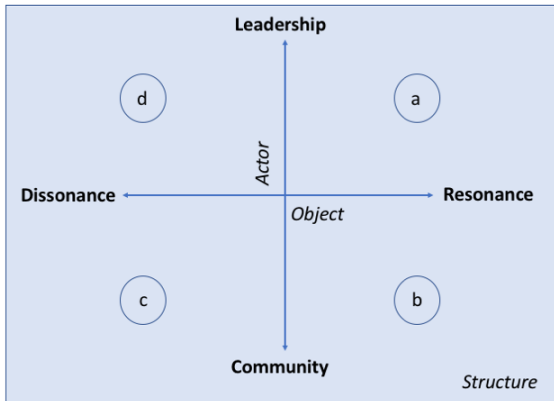 Leadership
d
a
Actor
Dissonance
Resonance
Object
c
b
Community
Structure